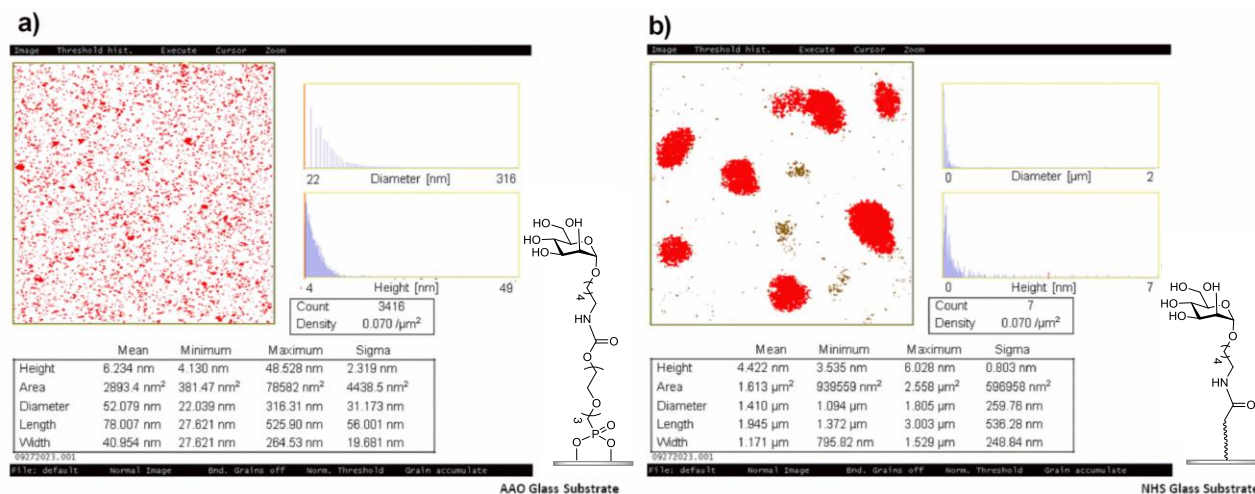 a)
Image Threshold hist. Execute Cursor Zoom
22 Diameter [nm] 316
4 Height [nm] 49
Count 3416
Density 0.070 /µm²
Mean Minimum Maximum Sigma
Height 6.234 nm 4.130 nm 48.528 nm 2.319 nm
Area 2893.4 nm² 381.47 nm² 78582 nm² 4438.5 nm²
Diameter 52.079 nm 22.039 nm 316.31 nm 31.173 nm
Length 78.007 nm 27.621 nm 525.90 nm 56.001 nm
Width 40.954 nm 27.621 nm 264.53 nm 19.681 nm
09272023.001
File: default Normal Image Bnd. Grains off Norm. Threshold Grain accumulate
HO OH
HO
HO
O
O
4
NH
O
O
O
3
P O
O O
AAO Glass Substrate
b)
Image Threshold hist. Execute Cursor Zoom
0 Diameter [µm] 2
0 Height [nm] 7
Count 7
Density 0.070 /µm²
Mean Minimum Maximum Sigma
Height 4.422 nm 3.535 nm 6.028 nm 0.803 nm
Area 1.613 µm² 939559 nm² 2.558 µm² 596958 nm²
Diameter 1.410 µm 1.094 µm 1.805 µm 259.76 nm
Length 1.945 µm 1.372 µm 3.003 µm 536.28 nm
Width 1.171 µm 795.82 nm 1.529 µm 248.84 nm
09272023.001
File: default Normal Image Bnd. Grains off Norm. Threshold Grain accumulate
HO OH
HO
HO
O
O
4
NH
O
NHS Glass Substrate